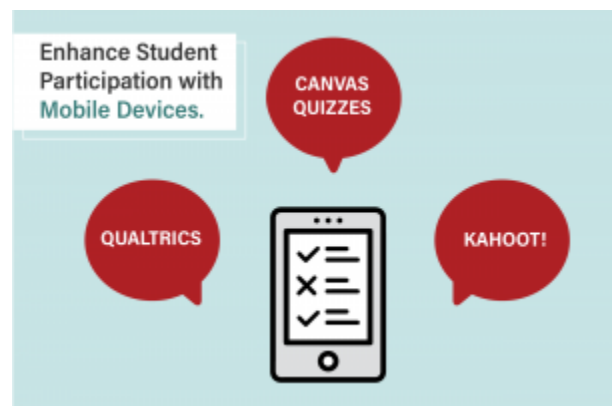 Enhance Student
Participation with
Mobile Devices.
CANVAS
QUIZZES
QUALTRICS
KAHOOT!